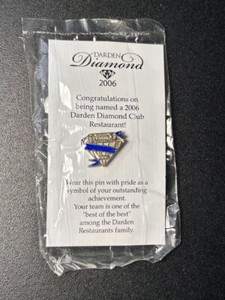 DARDEN
Diamond
2006
Congratulations on
being named a 2006
Darden Diamond Club
Restaurant!
Wear this pin with pride as a
symbol of your outstanding
achievement.
Your team is one of the
"best of the best"
among the Darden
Restaurants family.